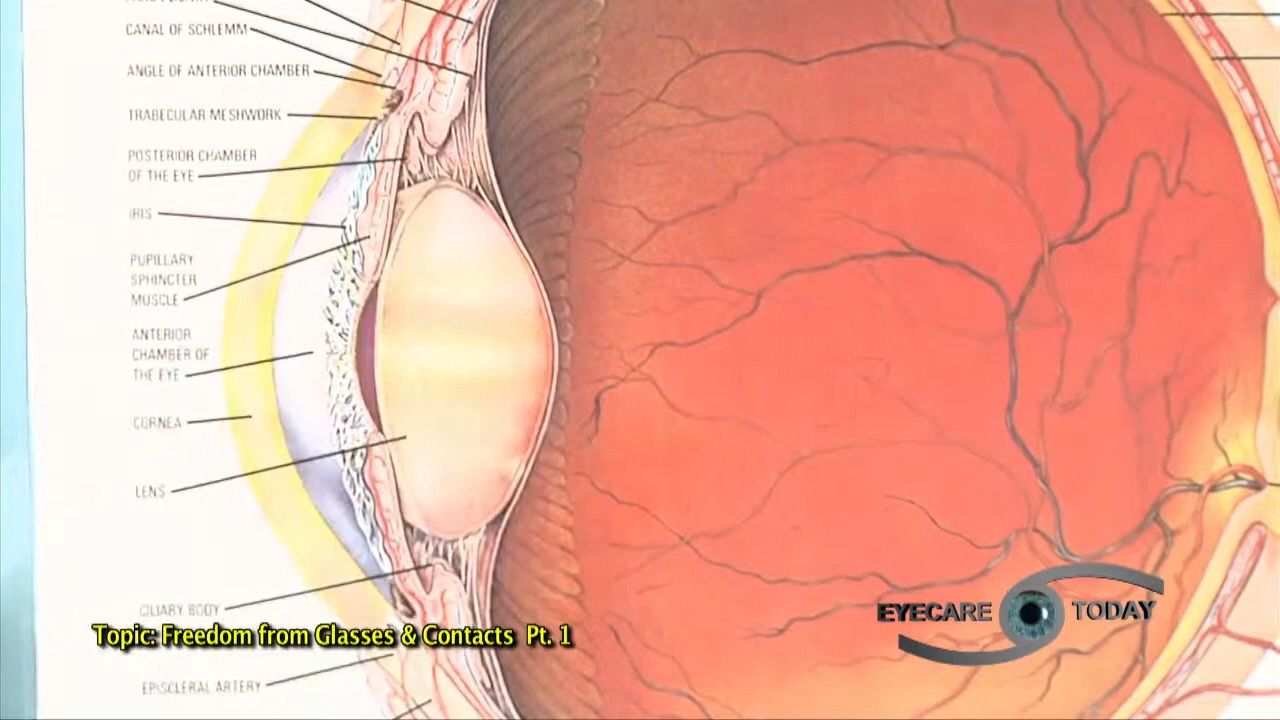 CANAL OF SCHLEMM
ANGLE OF ANTERIOR CHAMBER
TRABECULAR MESHWORK
POSTERIOR CHAMBER
OF THE EYE
IRIS
PUPILLARY
SPHINCTER
MUSCLE
ANTERIOR
CHAMBER OF
THE EYE
CORNEA
LENS
CILIARY BODY
Topic: Freedom from Glasses & Contacts Pt. 1
EPISCLERAL ARTERY
EYECARE TODAY